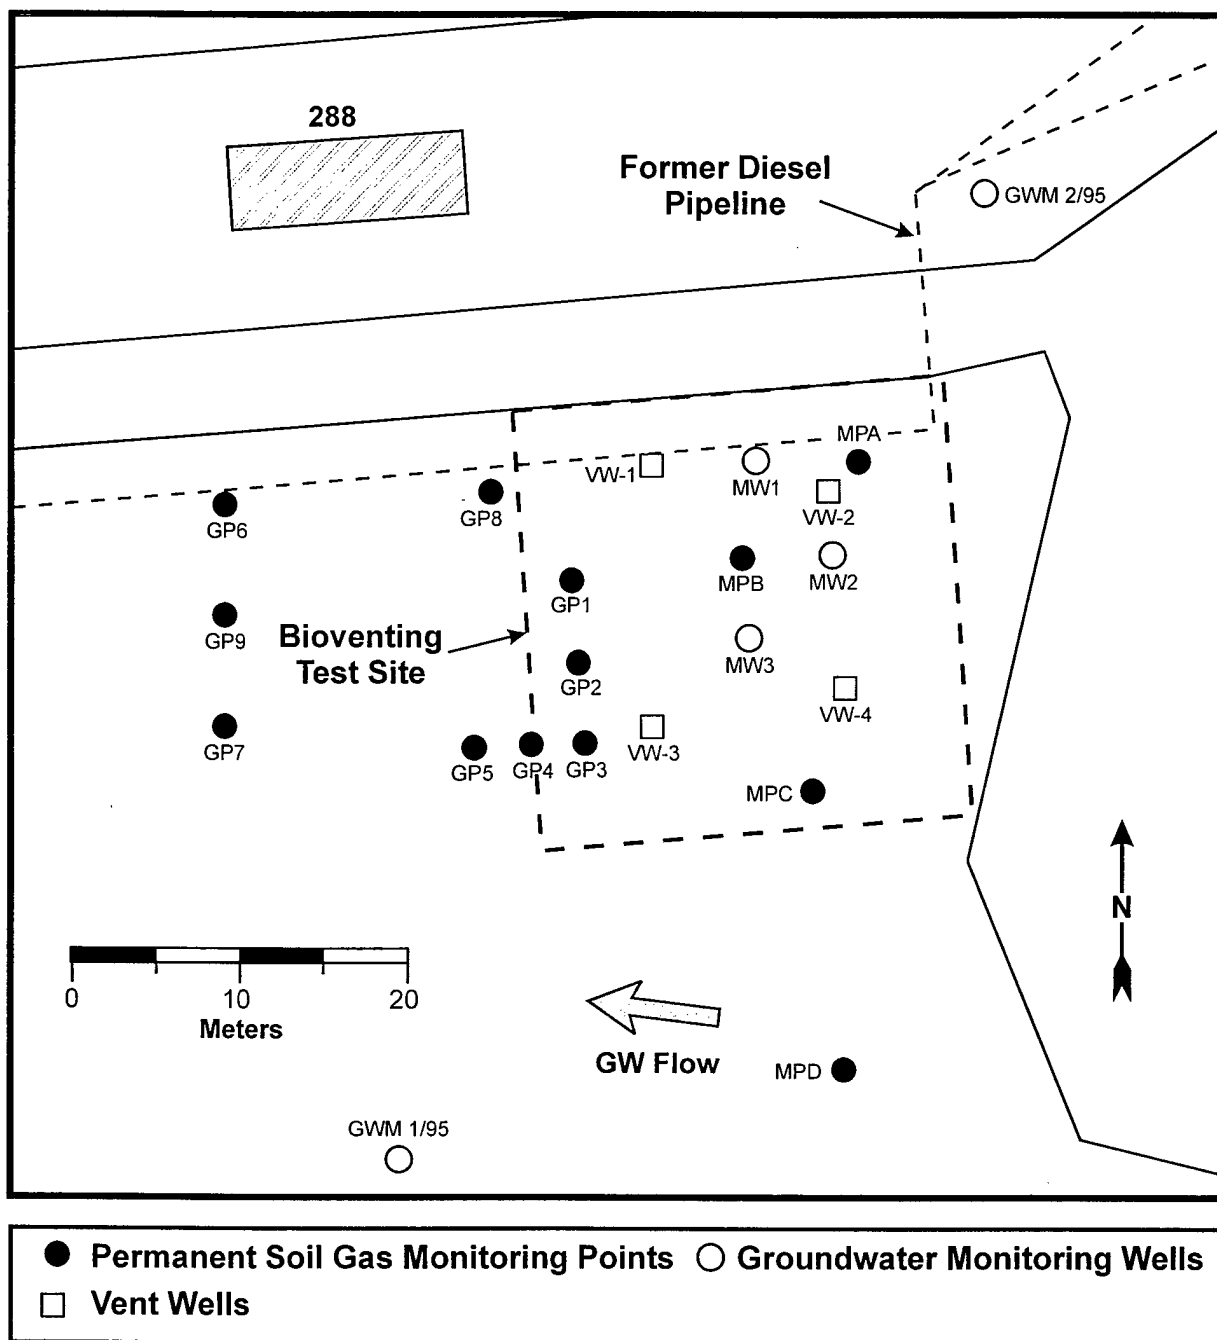 288
Former Diesel
Pipeline
GWM 2/95
MPA
VW-1
MW1
VW-2
GP6
GP8
MPB
MW2
GP1
GP9
Bioventing
Test Site
MW3
GP2
VW-4
GP7
GP5
GP4
GP3
VW-3
MPC
N
0
10
20
Meters
GW Flow
MPD
GWM 1/95
Permanent Soil Gas Monitoring Points
Groundwater Monitoring Wells
Vent Wells